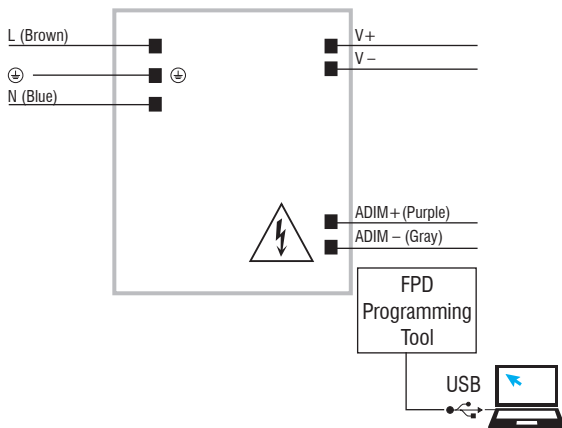 L (Brown)
N (Blue)
V+
V –
ADIM+(Purple)
ADIM – (Gray)
FPD
Programming
Tool
USB